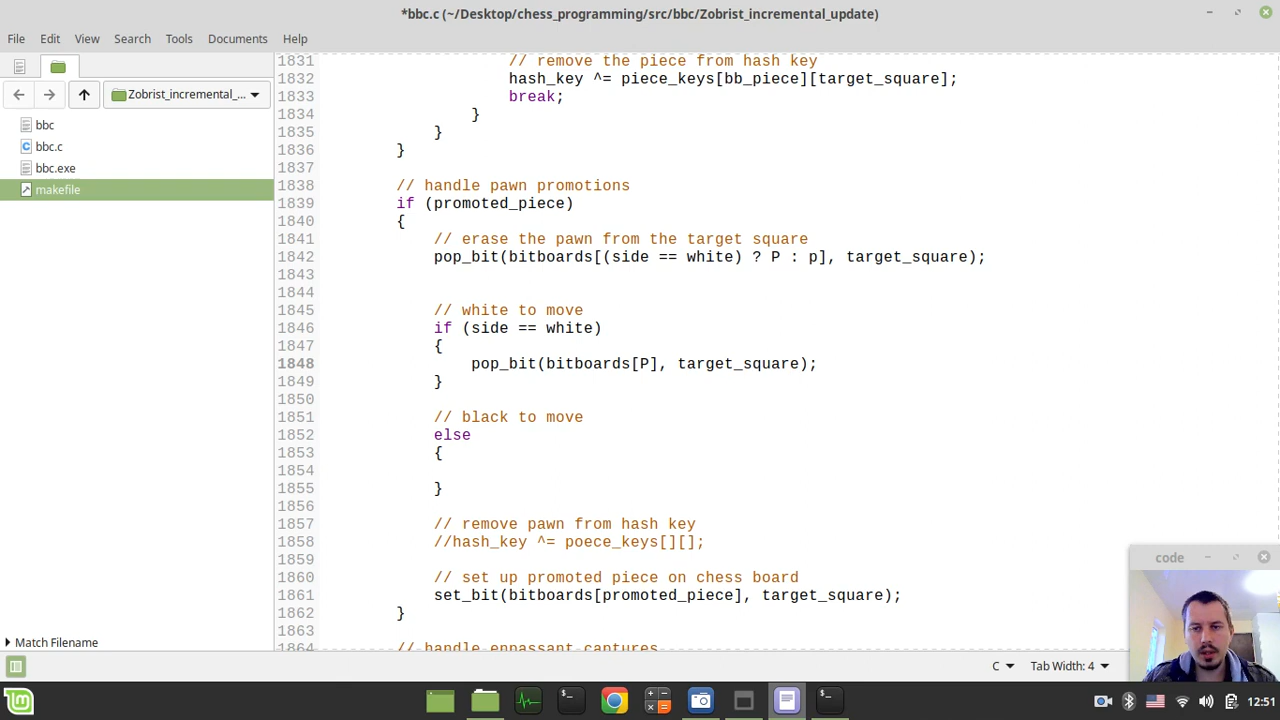 *bbc.c (~/Desktop/chess_programming/src/bbc/Zobrist_incremental_update)
File Edit View Search Tools Documents Help
Zobrist_incremental_...
bbc
bbc.c
bbc.exe
makefile
Match Filename
1831 // remove the piece from hash key
1832 hash_key ^= piece_keys[bb_piece][target_square];
1833 break;
1834 }
1835 }
1836 }
1837
1838 // handle pawn promotions
1839 if (promoted_piece)
1840 {
1841 // erase the pawn from the target square
1842 pop_bit(bitboards[(side == white) ? P : p], target_square);
1843
1844
1845 // white to move
1846 if (side == white)
1847 {
1848 pop_bit(bitboards[P], target_square);
1849 }
1850
1851 // black to move
1852 else
1853 {
1854
1855 }
1856
1857 // remove pawn from hash key
1858 //hash_key ^= poece_keys[][];
1859
1860 // set up promoted piece on chess board
1861 set_bit(bitboards[promoted_piece], target_square);
1862 }
1863
1864 // handle enpassant captures
code
C Tab Width: 4
12:51